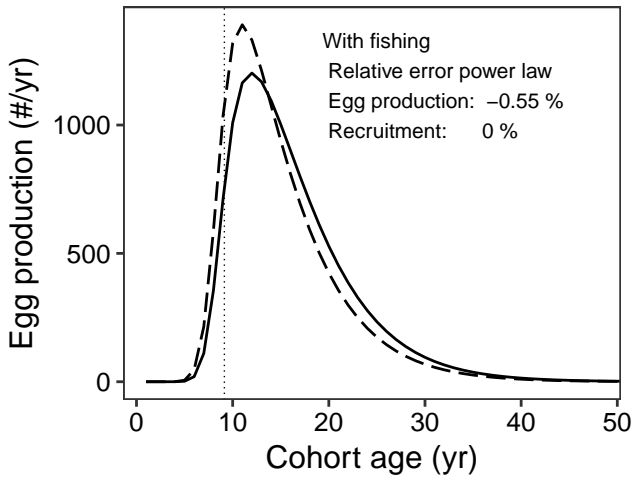 With fishing
Relative error power law
Egg production: −0.55 %
Recruitment: 0 %
Egg production (#/yr)
1000
500
0
0 10 20 30 40 50
Cohort age (yr)